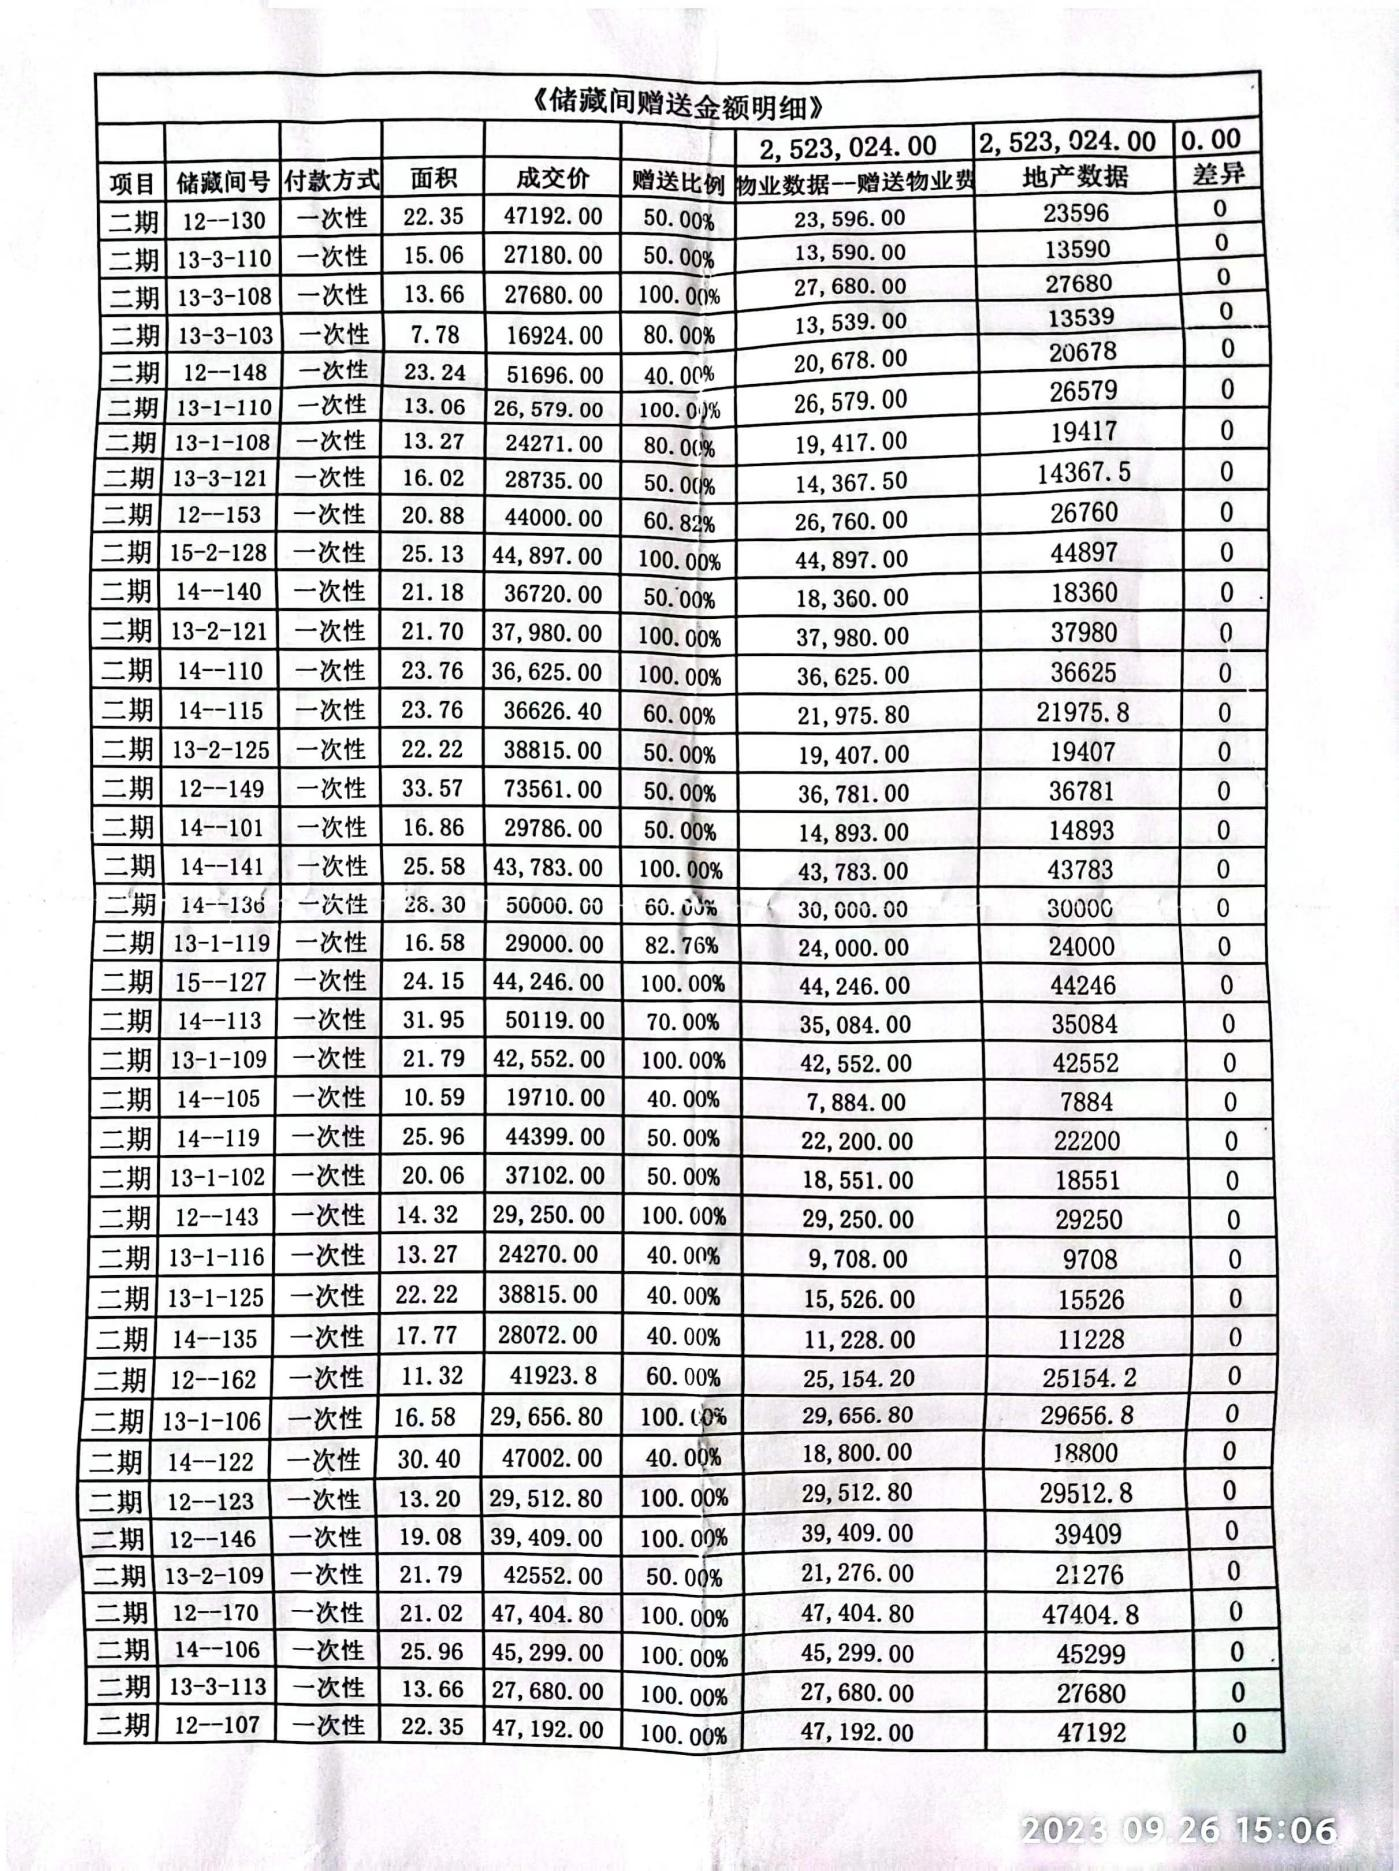 《储藏间赠送金额明细》
2,523,024.00 2,523,024.00 0.00
项目 储藏间号 付款方式 面积 成交价 赠送比例 物业数据--赠送物业费 地产数据 差异
二期 12--130 一次性 22.35 47192.00 50.00% 23,596.00 23596 0
二期 13-3-110 一次性 15.06 27180.00 50.00% 13,590.00 13590 0
二期 13-3-108 一次性 13.66 27680.00 100.00% 27,680.00 27680 0
二期 13-3-103 一次性 7.78 16924.00 80.00% 13,539.00 13539 0
二期 12--148 一次性 23.24 51696.00 40.00% 20,678.00 20678 0
二期 13-1-110 一次性 13.06 26,579.00 100.00% 26,579.00 26579 0
二期 13-1-108 一次性 13.27 24271.00 80.00% 19,417.00 19417 0
二期 13-3-121 一次性 16.02 28735.00 50.00% 14,367.50 14367.5 0
二期 12--153 一次性 20.88 44000.00 60.82% 26,760.00 26760 0
二期 15-2-128 一次性 25.13 44,897.00 100.00% 44,897.00 44897 0
二期 14--140 一次性 21.18 36720.00 50.00% 18,360.00 18360 0
二期 13-2-121 一次性 21.70 37,980.00 100.00% 37,980.00 37980 0
二期 14--110 一次性 23.76 36,625.00 100.00% 36,625.00 36625 0
二期 14--115 一次性 23.76 36626.40 60.00% 21,975.80 21975.8 0
二期 13-2-125 一次性 22.22 38815.00 50.00% 19,407.00 19407 0
二期 12--149 一次性 33.57 73561.00 50.00% 36,781.00 36781 0
二期 14--101 一次性 16.86 29786.00 50.00% 14,893.00 14893 0
二期 14--141 一次性 25.58 43,783.00 100.00% 43,783.00 43783 0
二期 14--136 一次性 28.30 50000.00 60.00% 30,000.00 30000 0
二期 13-1-119 一次性 16.58 29000.00 82.76% 24,000.00 24000 0
二期 15--127 一次性 24.15 44,246.00 100.00% 44,246.00 44246 0
二期 14--113 一次性 31.95 50119.00 70.00% 35,084.00 35084 0
二期 13-1-109 一次性 21.79 42,552.00 100.00% 42,552.00 42552 0
二期 14--105 一次性 10.59 19710.00 40.00% 7,884.00 7884 0
二期 14--119 一次性 25.96 44399.00 50.00% 22,200.00 22200 0
二期 13-1-102 一次性 20.06 37102.00 50.00% 18,551.00 18551 0
二期 12--143 一次性 14.32 29,250.00 100.00% 29,250.00 29250 0
二期 13-1-116 一次性 13.27 24270.00 40.00% 9,708.00 9708 0
二期 13-1-125 一次性 22.22 38815.00 40.00% 15,526.00 15526 0
二期 14--135 一次性 17.77 28072.00 40.00% 11,228.00 11228 0
二期 12--162 一次性 11.32 41923.8 60.00% 25,154.20 25154.2 0
二期 13-1-106 一次性 16.58 29,656.80 100.00% 29,656.80 29656.8 0
二期 14--122 一次性 30.40 47002.00 40.00% 18,800.00 18800 0
二期 12--123 一次性 13.20 29,512.80 100.00% 29,512.80 29512.8 0
二期 12--146 一次性 19.08 39,409.00 100.00% 39,409.00 39409 0
二期 13-2-109 一次性 21.79 42552.00 50.00% 21,276.00 21276 0
二期 12--170 一次性 21.02 47,404.80 100.00% 47,404.80 47404.8 0
二期 14--106 一次性 25.96 45,299.00 100.00% 45,299.00 45299 0
二期 13-3-113 一次性 13.66 27,680.00 100.00% 27,680.00 27680 0
二期 12--107 一次性 22.35 47,192.00 100.00% 47,192.00 47192 0
2023 09 26 15:06